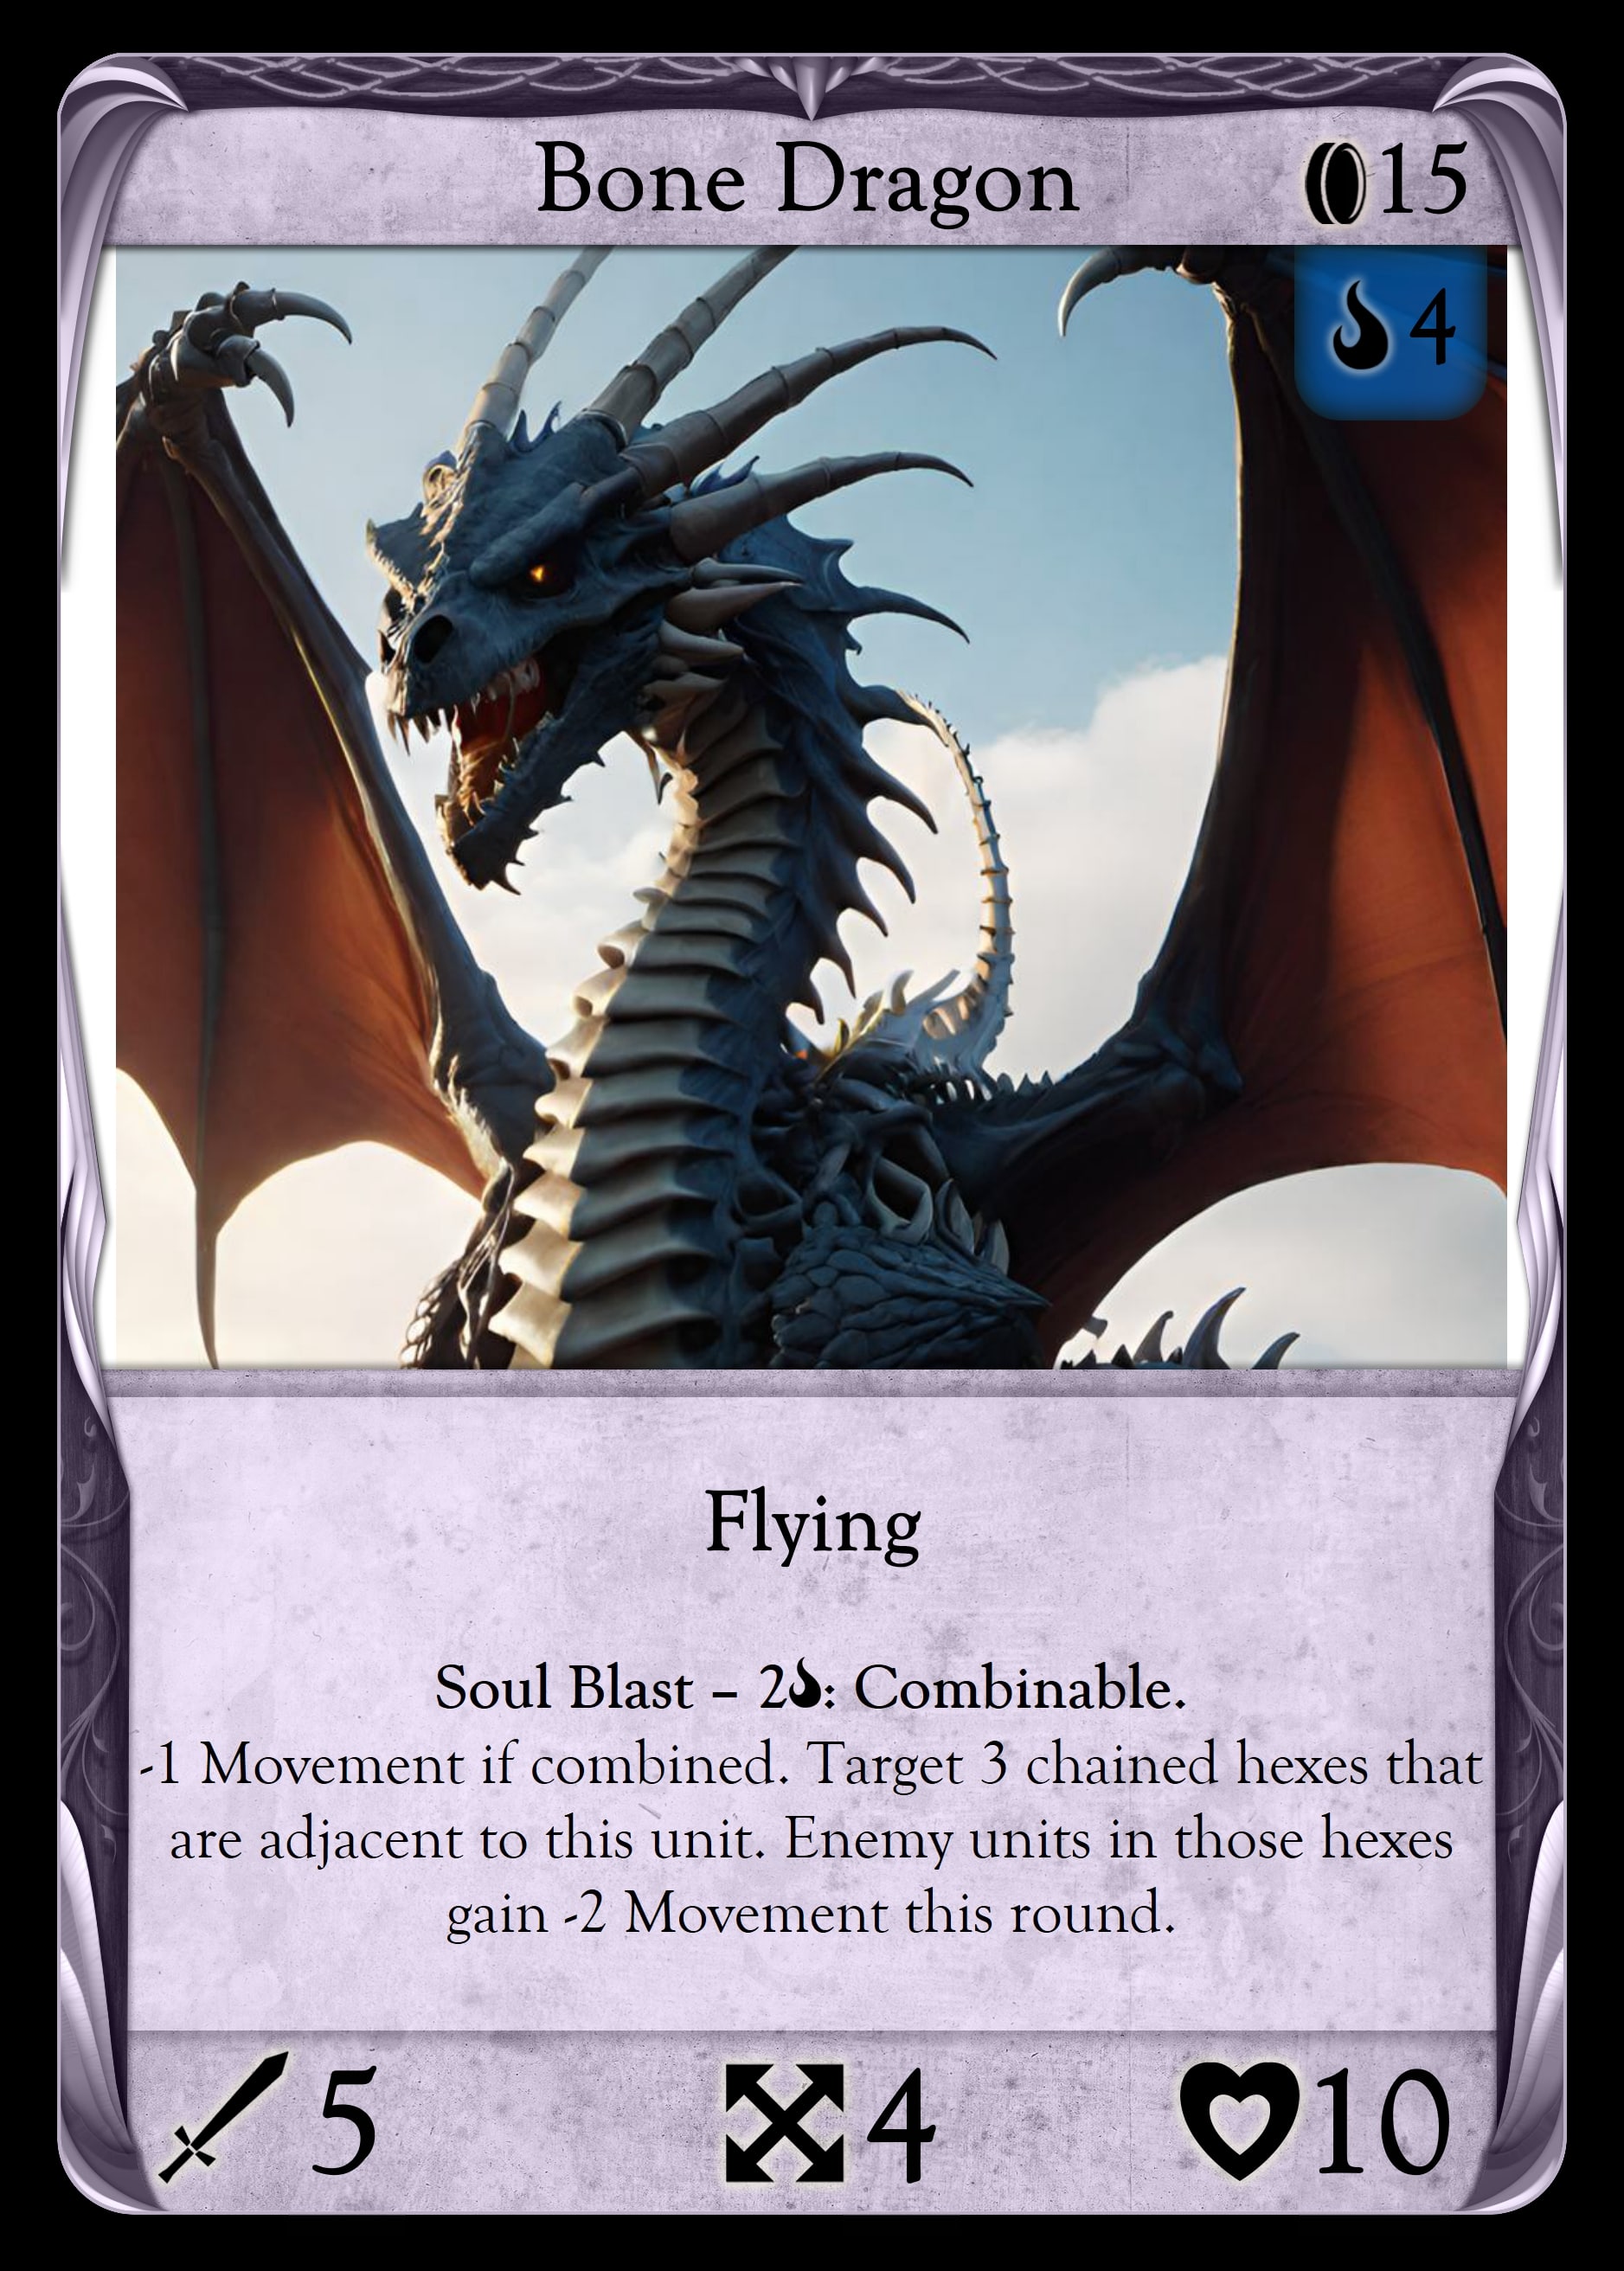 Bone Dragon 15
4
Flying
Soul Blast – 2: Combinable.
-1 Movement if combined. Target 3 chained hexes that
are adjacent to this unit. Enemy units in those hexes
gain -2 Movement this round.
5 4 10